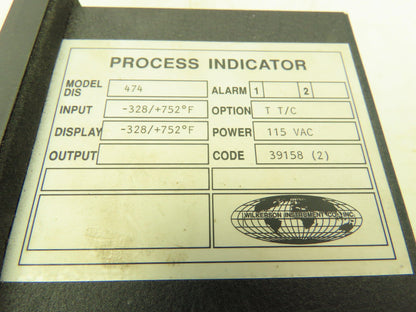 PROCESS INDICATOR
MODEL DIS 474 ALARM 1 2
INPUT -328/+752°F OPTION T T/C
DISPLAY -328/+752°F POWER 115 VAC
OUTPUT CODE 39158 (2)
WILKERSON INSTRUMENT CO., INC.